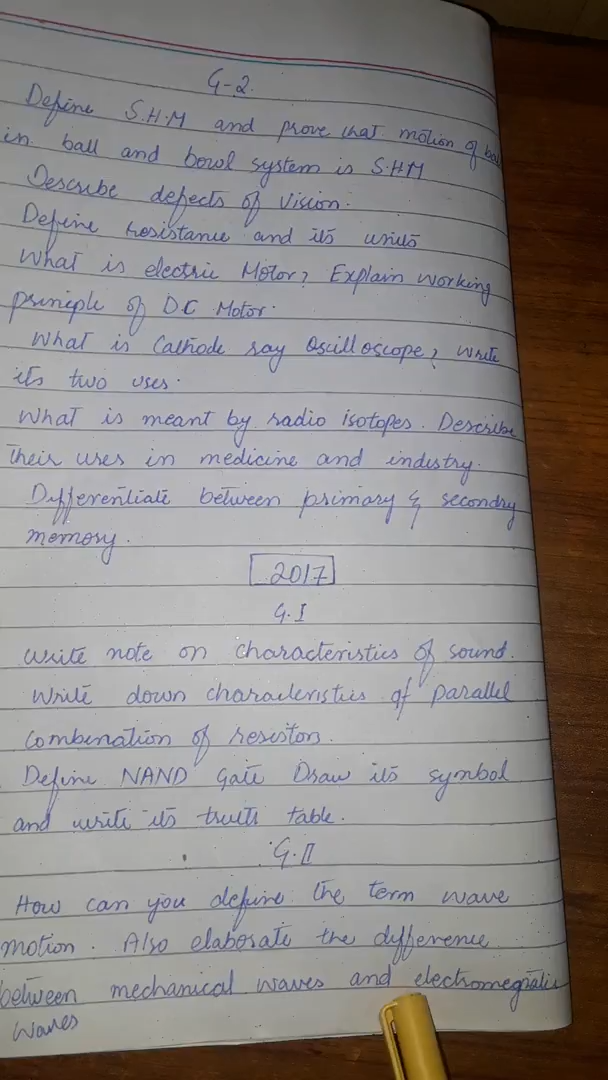 G-2.
Define S.H.M and prove that motion of ball
in ball and bowl system is S.H.M
Describe defects of vision.
Define resistance and its units
What is electric Motor? Explain working
principle of DC Motor.
What is Cathode ray Oscilloscope? Write
its two uses.
What is meant by radio isotopes. Describe
their uses in medicine and industry.
Differentiate between primary & secondry
memory.
2017
G.I
Write note on characteristics of sound.
Write down characteristics of parallel
combination of resistors.
Define NAND Gate Draw its symbol
and write its truth table.
G.II
How can you define the term wave
motion. Also elaborate the difference
between mechanical waves and electromegnatic
waves